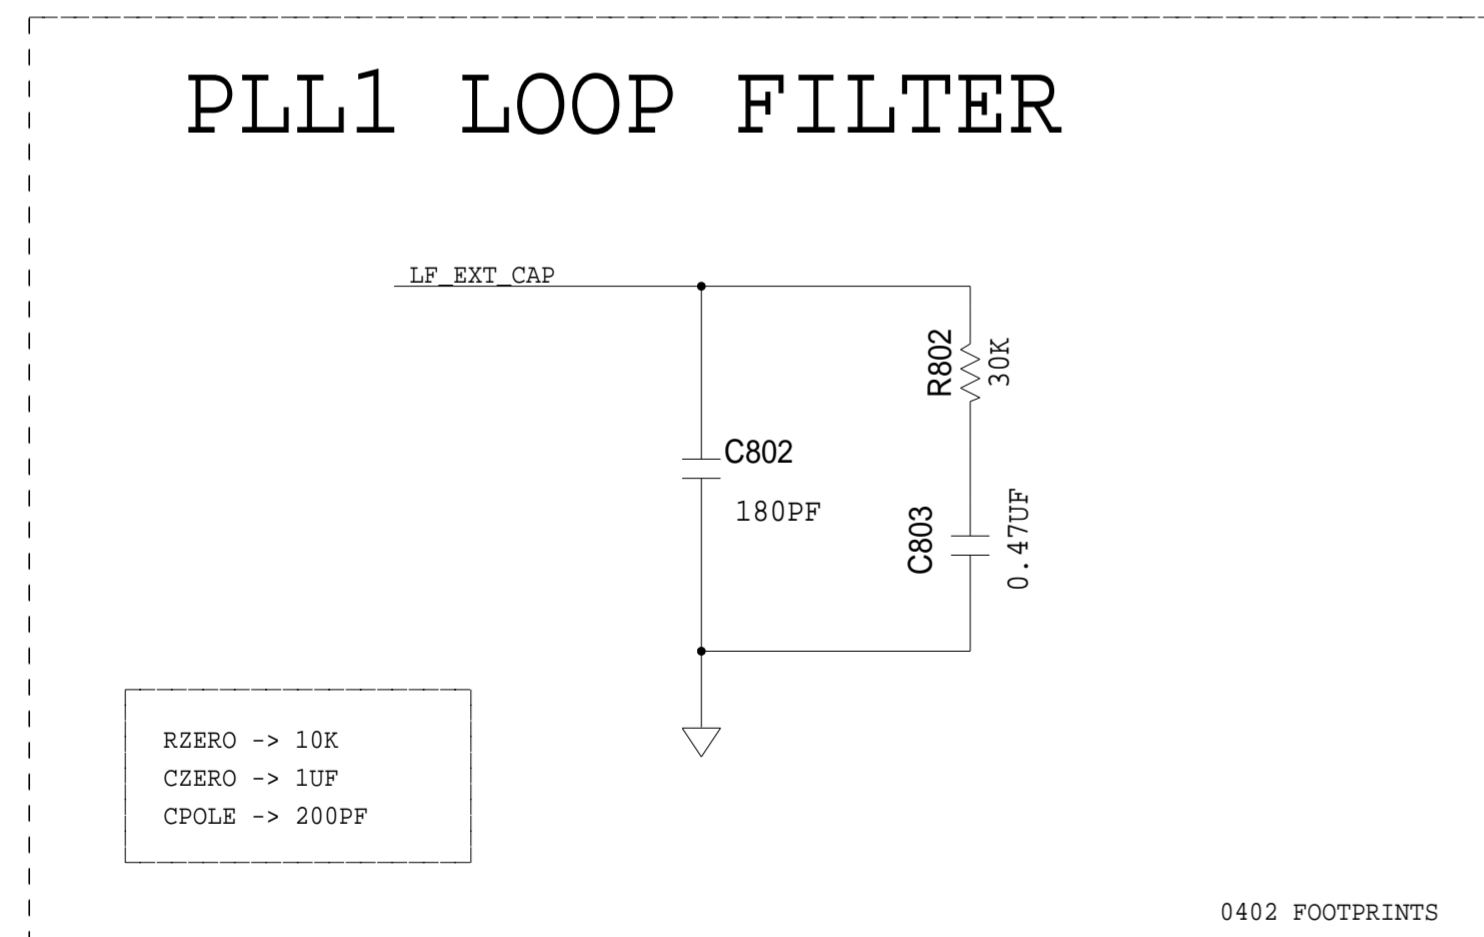 PLL1 LOOP FILTER
LF_EXT_CAP
R802
30K
C802
180PF
C803
0.47UF
RZERO -> 10K
CZERO -> 1UF
CPOLE -> 200PF
0402 FOOTPRINTS